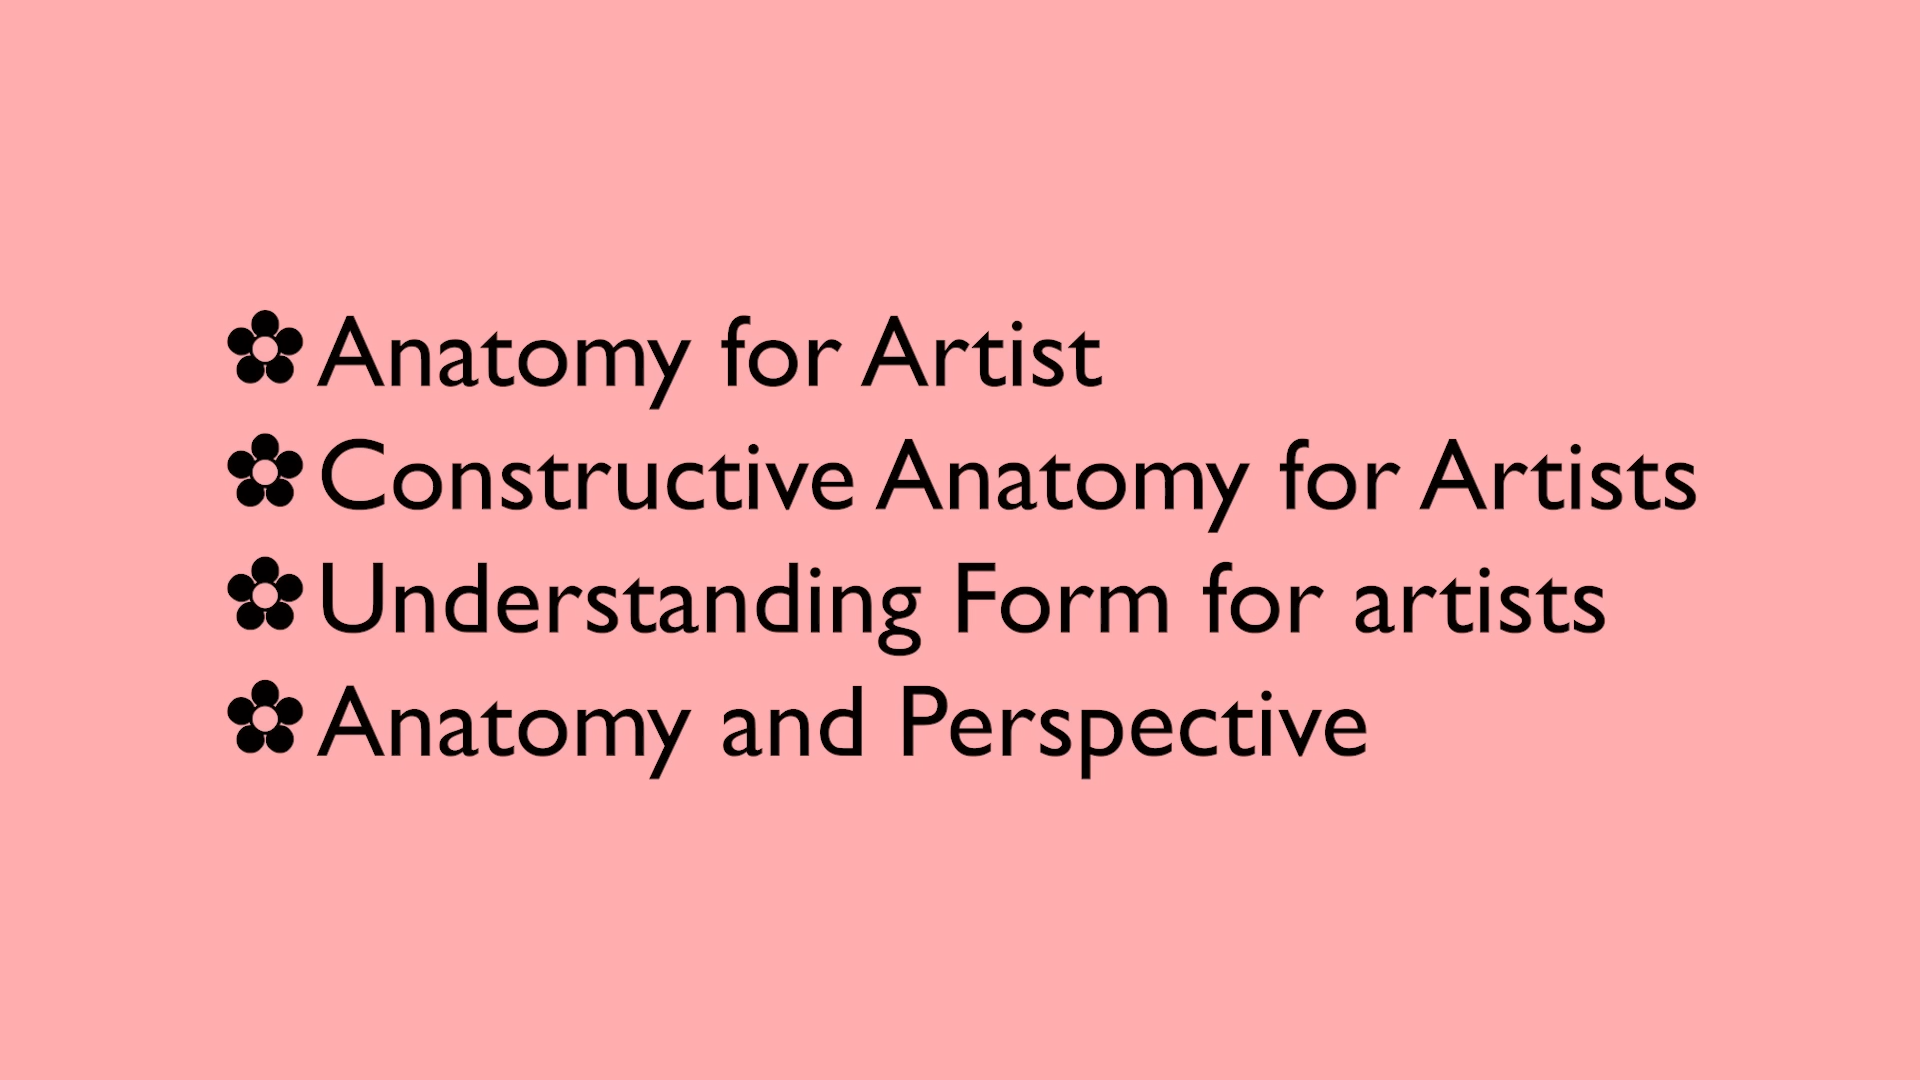 ✿ Anatomy for Artist
✿ Constructive Anatomy for Artists
✿ Understanding Form for artists
✿ Anatomy and Perspective